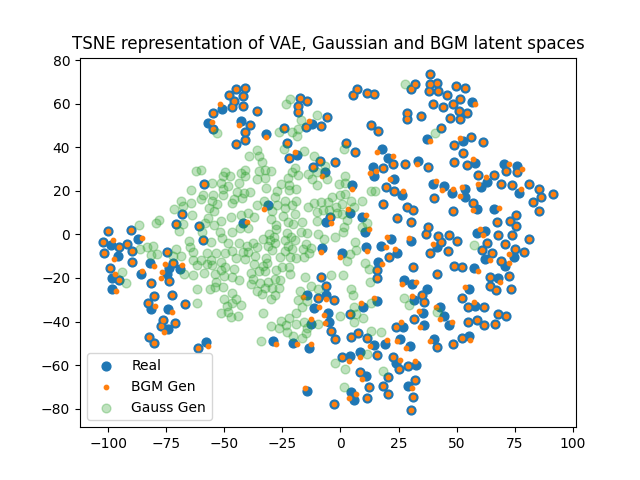 TSNE representation of VAE, Gaussian and BGM latent spaces
80
60
40
20
0
−20
−40
−60
−80
Real
BGM Gen
Gauss Gen
−100 −75 −50 −25 0 25 50 75 100